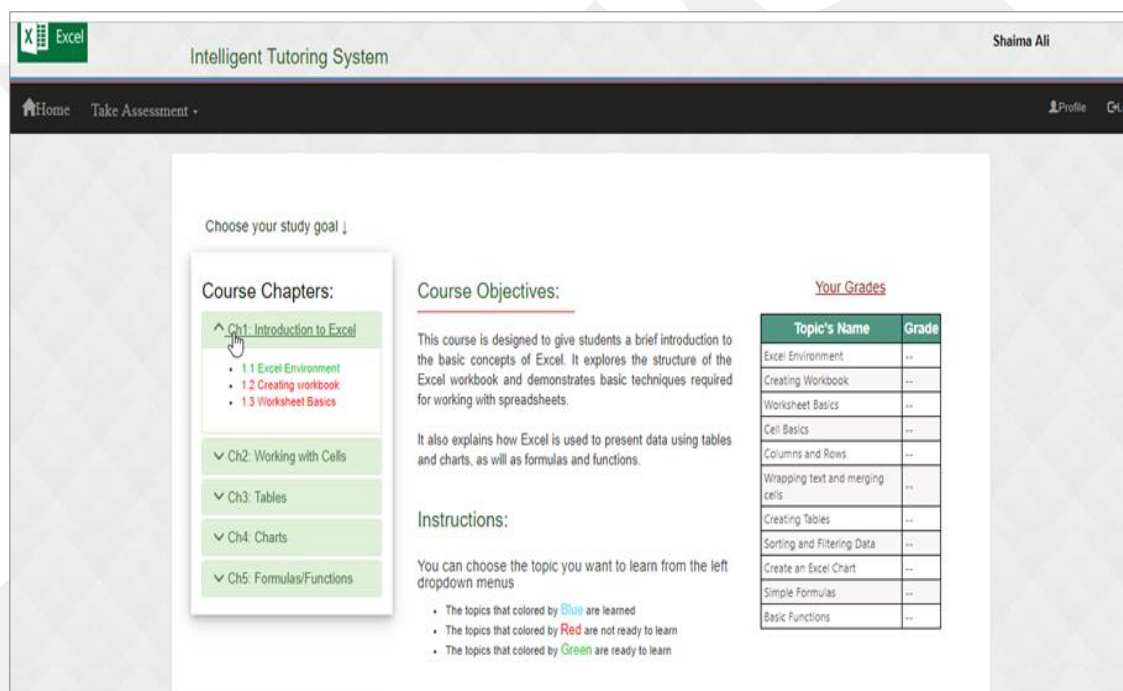 Excel
Intelligent Tutoring System
Shaima Ali
Home
Take Assessment
Profile
Choose your study goal ↓
Course Chapters:
Ch1: Introduction to Excel
1.1 Excel Environment
1.2 Creating workbook
1.3 Worksheet Basics
Ch2: Working with Cells
Ch3: Tables
Ch4: Charts
Ch5: Formulas/Functions
Course Objectives:
This course is designed to give students a brief introduction to
the basic concepts of Excel. It explores the structure of the
Excel workbook and demonstrates basic techniques required
for working with spreadsheets.
It also explains how Excel is used to present data using tables
and charts, as will as formulas and functions.
Instructions:
You can choose the topic you want to learn from the left
dropdown menus
The topics that colored by Blue are learned
The topics that colored by Red are not ready to learn
The topics that colored by Green are ready to learn
Your Grades
Topic's Name Grade
Excel Environment --
Creating Workbook --
Worksheet Basics --
Cell Basics --
Columns and Rows --
Wrapping text and merging
cells --
Creating Tables --
Sorting and Filtering Data --
Create an Excel Chart --
Simple Formulas --
Basic Functions --